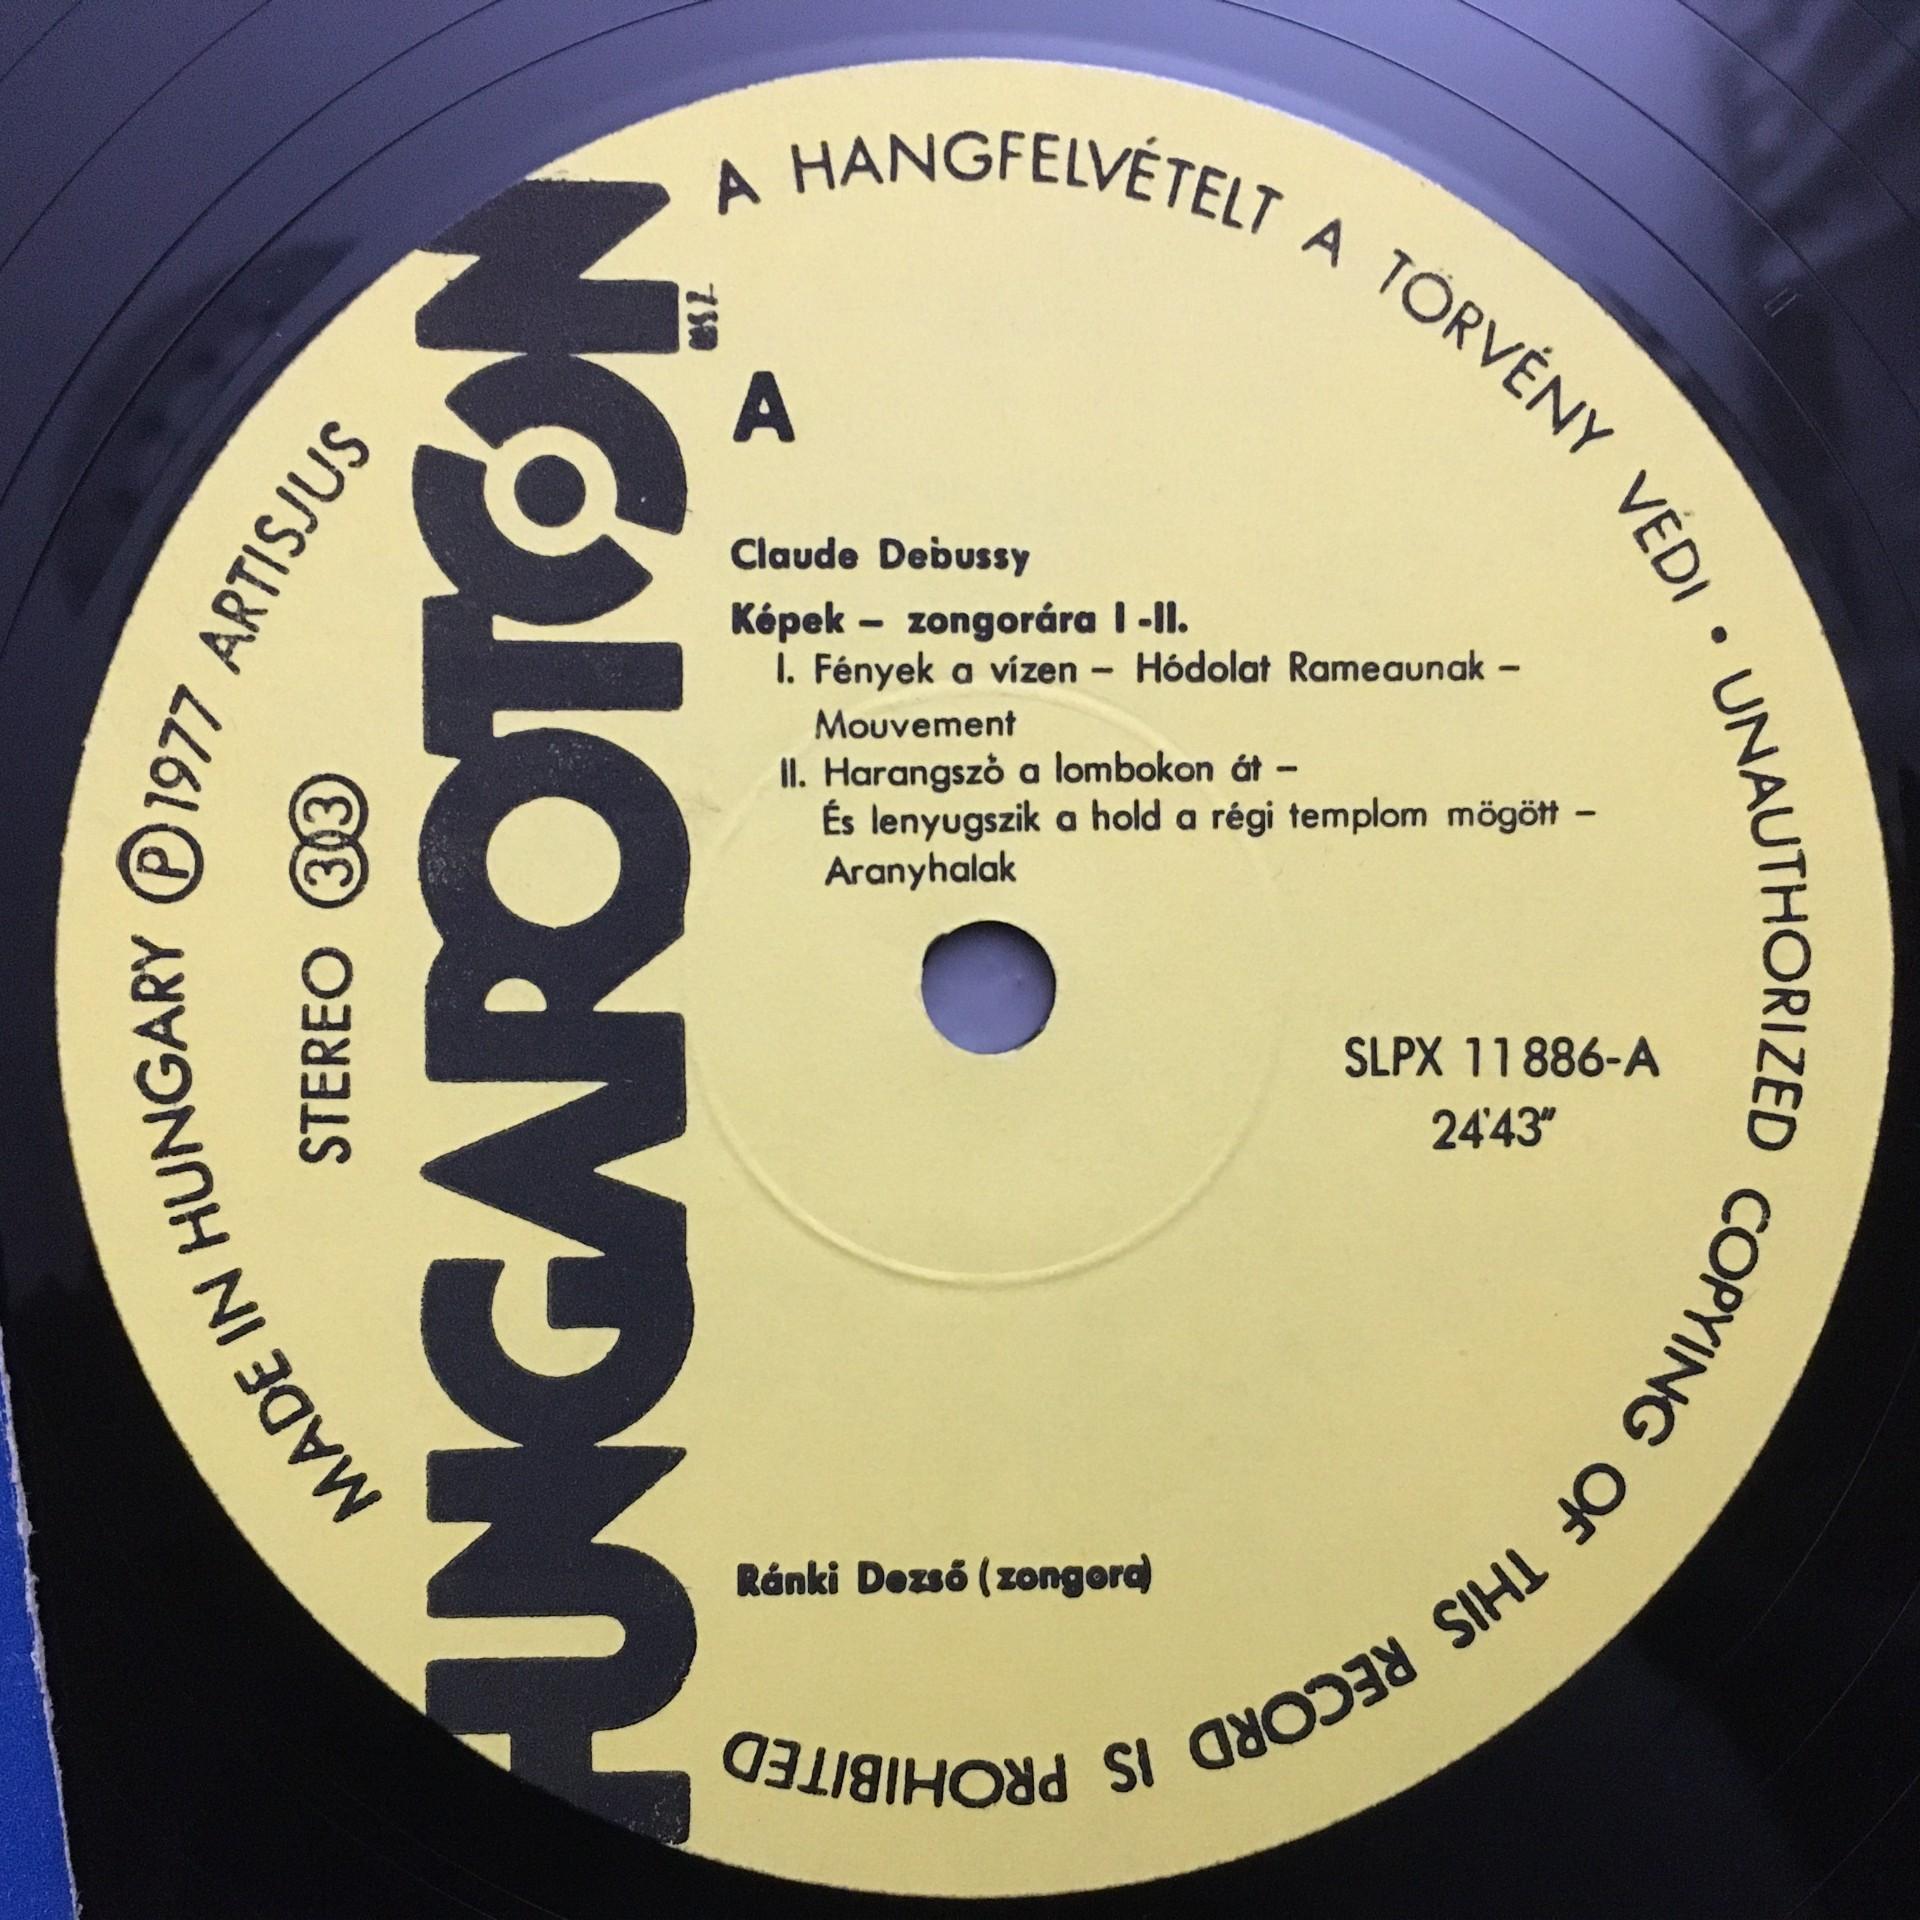 A HANGFELVÉTELT A TÖRVÉNY VÉDI • UNAUTHORIZED COPYING OF THIS RECORD IS PROHIBITED
MADE IN HUNGARY Ⓟ 1977 ARTISJUS
STEREO 33
HUNGAROTON
A
Claude Debussy
Képek – zongorára I-II.
I. Fények a vízen – Hódolat Rameaunak –
Mouvement
II. Harangszó a lombokon át –
És lenyugszik a hold a régi templom mögött –
Aranyhalak
SLPX 11886-A
24'43"
Ránki Dezső (zongora)